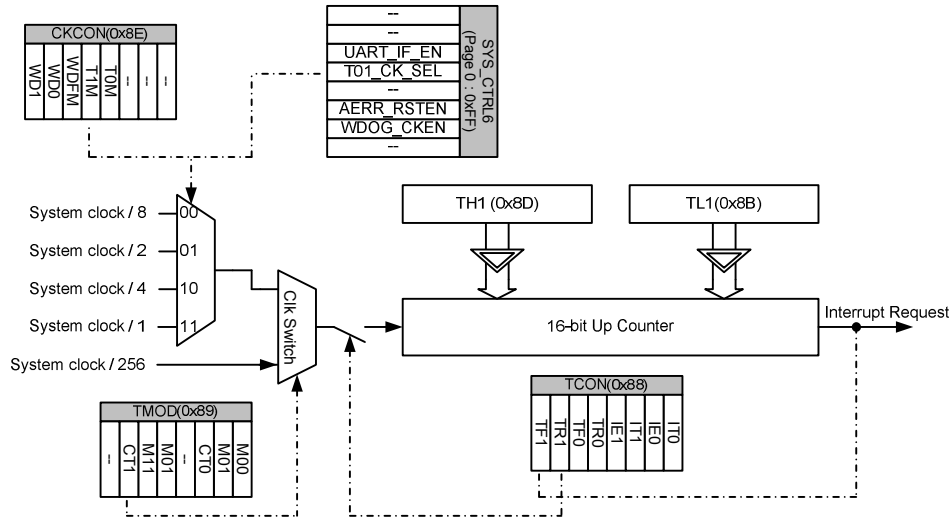 CKCON(0x8E)
WD1
WD0
WDFM
T1M
T0M
--
--
--
--
--
UART_IF_EN
T01_CK_SEL
--
AERR_RSTEN
WDOG_CKEN
--
SYS_CTRL6
(Page 0 : 0xFF)
System clock / 8 00
System clock / 2 01
System clock / 4 10
System clock / 1 11
System clock / 256
Clk Switch
TH1 (0x8D)
TL1(0x8B)
16-bit Up Counter
Interrupt Request
TMOD(0x89)
--
CT1
M11
M01
--
CT0
M01
M00
TCON(0x88)
TF1
TR1
TF0
TR0
IE1
IT1
IE0
IT0